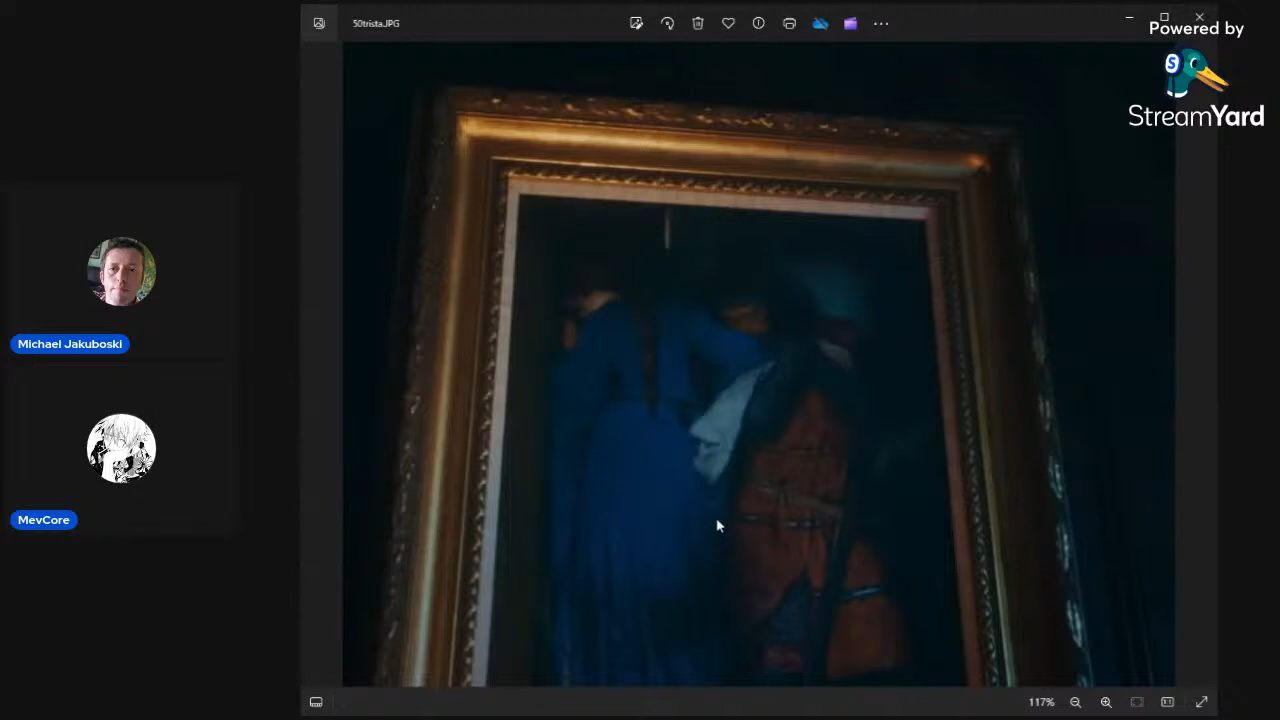 50trista.JPG
Powered by
S
StreamYard
Michael Jakuboski
MevCore
117%